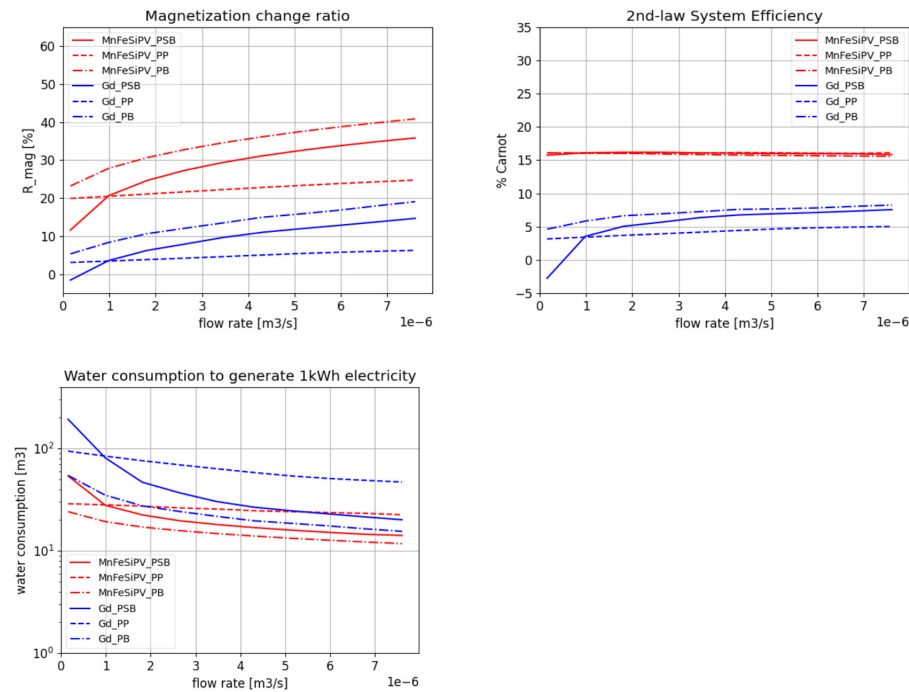 Magnetization change ratio
R_mag [%]
60
50
40
30
20
10
0
MnFeSiPV_PSB
MnFeSiPV_PP
MnFeSiPV_PB
Gd_PSB
Gd_PP
Gd_PB
0 1 2 3 4 5 6 7
1e-6
flow rate [m3/s]
2nd-law System Efficiency
% Carnot
35
30
25
20
15
10
5
0
−5
MnFeSiPV_PSB
MnFeSiPV_PP
MnFeSiPV_PB
Gd_PSB
Gd_PP
Gd_PB
0 1 2 3 4 5 6 7
1e-6
flow rate [m3/s]
Water consumption to generate 1kWh electricity
water consumption [m3]
10²
10¹
10⁰
MnFeSiPV_PSB
MnFeSiPV_PP
MnFeSiPV_PB
Gd_PSB
Gd_PP
Gd_PB
0 1 2 3 4 5 6 7
1e-6
flow rate [m3/s]